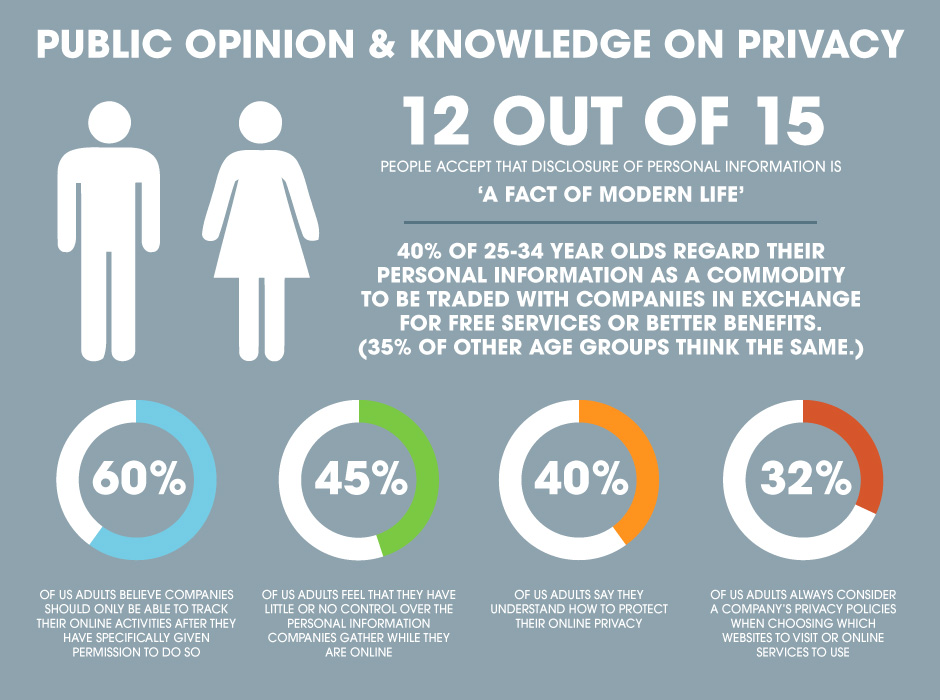 PUBLIC OPINION & KNOWLEDGE ON PRIVACY
12 OUT OF 15
PEOPLE ACCEPT THAT DISCLOSURE OF PERSONAL INFORMATION IS
‘A FACT OF MODERN LIFE’
40% OF 25-34 YEAR OLDS REGARD THEIR
PERSONAL INFORMATION AS A COMMODITY
TO BE TRADED WITH COMPANIES IN EXCHANGE
FOR FREE SERVICES OR BETTER BENEFITS.
(35% OF OTHER AGE GROUPS THINK THE SAME.)
60%
OF US ADULTS BELIEVE COMPANIES
SHOULD ONLY BE ABLE TO TRACK
THEIR ONLINE ACTIVITIES AFTER THEY
HAVE SPECIFICALLY GIVEN
PERMISSION TO DO SO
45%
OF US ADULTS FEEL THAT THEY HAVE
LITTLE OR NO CONTROL OVER THE
PERSONAL INFORMATION
COMPANIES GATHER WHILE THEY
ARE ONLINE
40%
OF US ADULTS SAY THEY
UNDERSTAND HOW TO PROTECT
THEIR ONLINE PRIVACY
32%
OF US ADULTS ALWAYS CONSIDER
A COMPANY'S PRIVACY POLICIES
WHEN CHOOSING WHICH
WEBSITES TO VISIT OR ONLINE
SERVICES TO USE